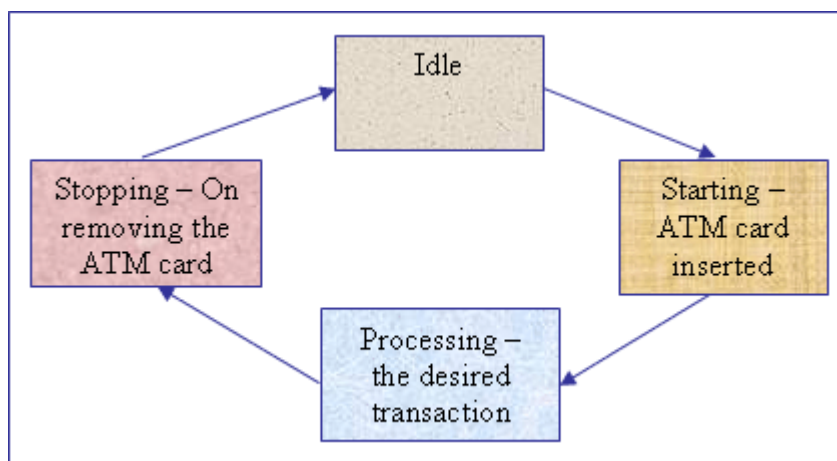 Idle
Starting –
ATM card
inserted
Processing –
the desired
transaction
Stopping – On
removing the
ATM card